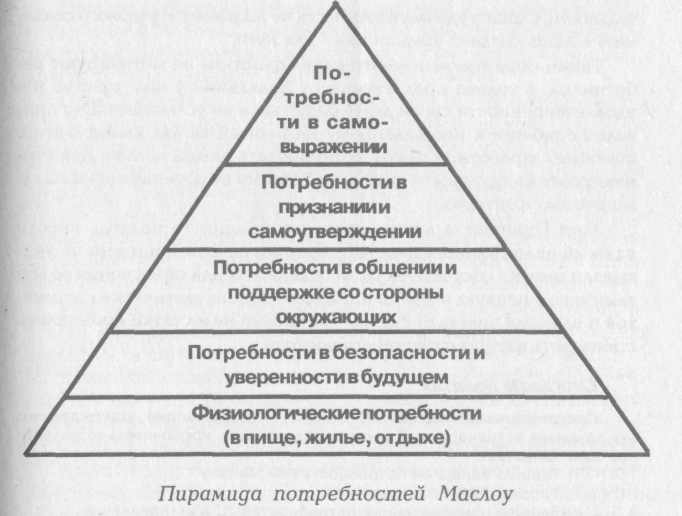 По-
требнос-
ти в само-
выражении
Потребности в
признании и
самоутверждении
Потребности в общении и
поддержке со стороны
окружающих
Потребности в безопасности и
уверенности в будущем
Физиологические потребности
(в пище, жилье, отдыхе)
Пирамида потребностей Маслоу